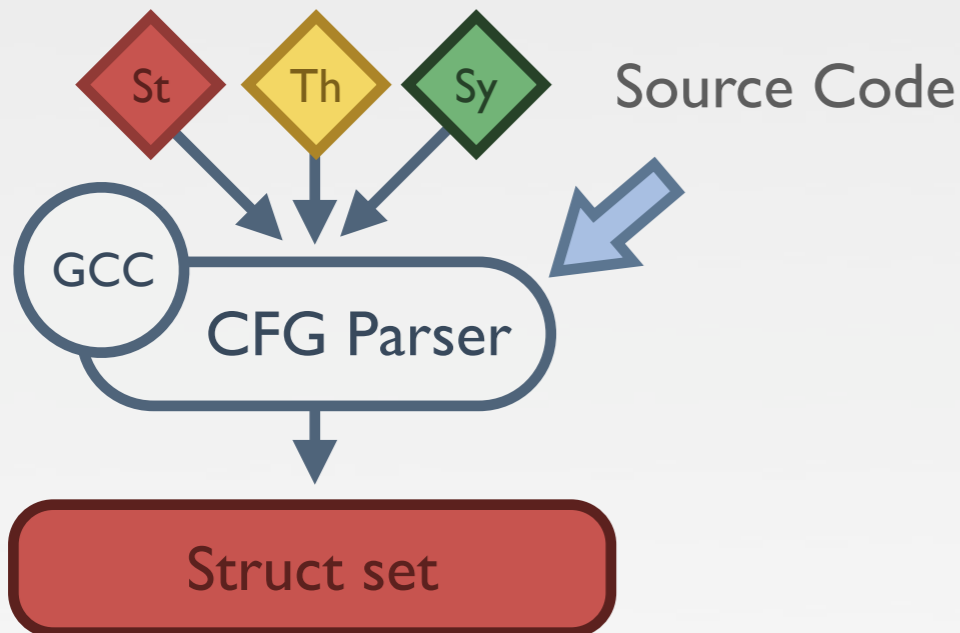 St
Th
Sy
Source Code
GCC
CFG Parser
Struct set